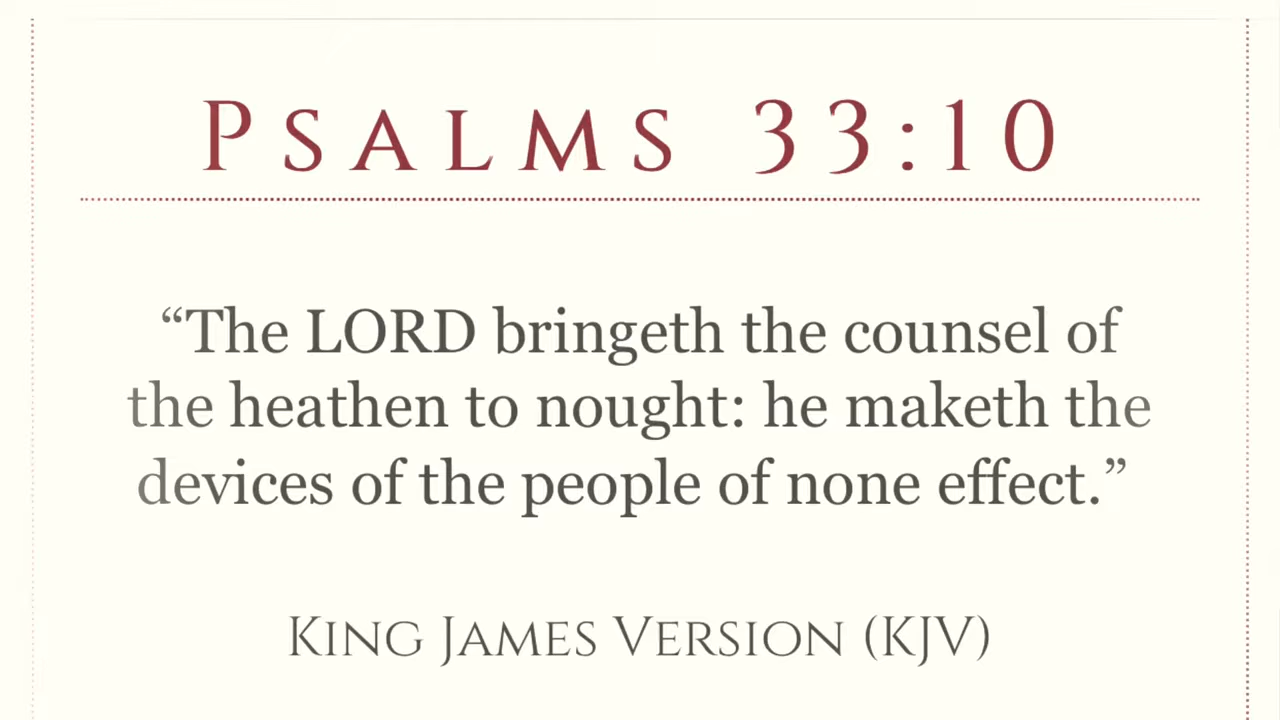 Psalms 33:10
“The LORD bringeth the counsel of
the heathen to nought: he maketh the
devices of the people of none effect.”
King James Version (KJV)